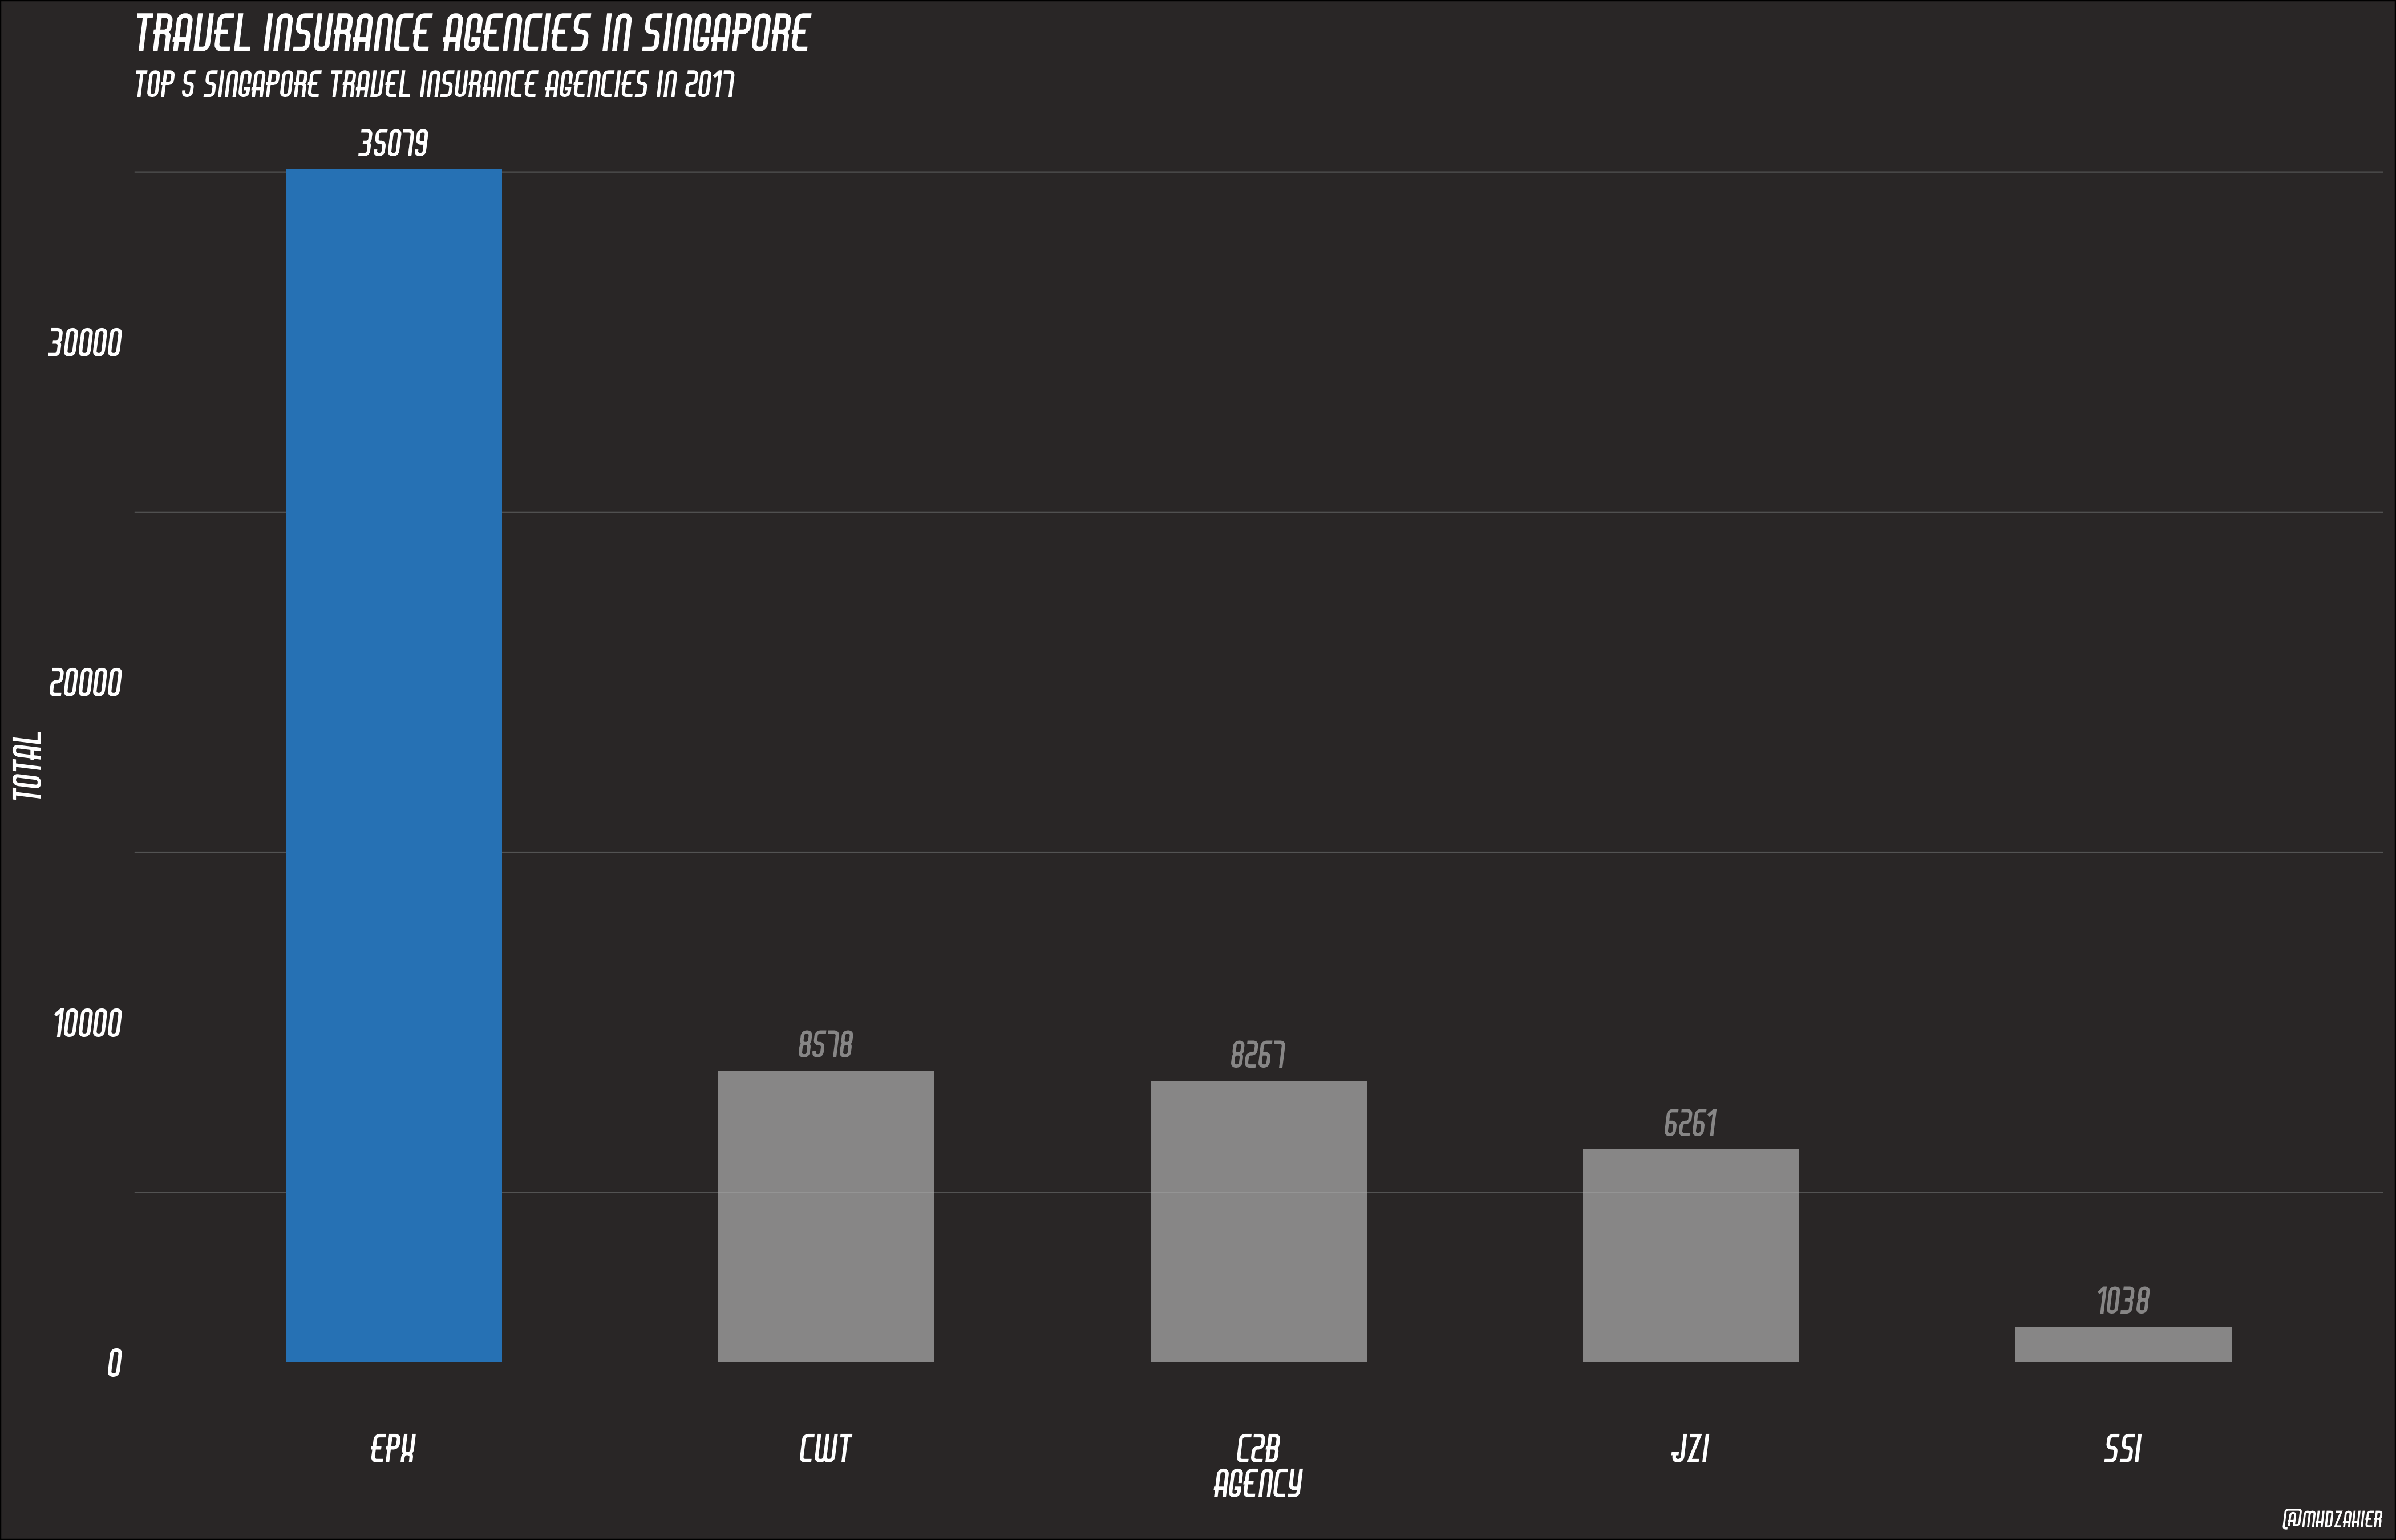 TRAVEL INSURANCE AGENCIES IN SINGAPORE
TOP 5 SINGAPORE TRAVEL INSURANCE AGENCIES IN 2017
35079
30000
20000
TOTAL
10000
8578
8267
6261
1038
0
EPX
CWT
C2B
JZI
SSI
AGENCY
@MHDZAHIER